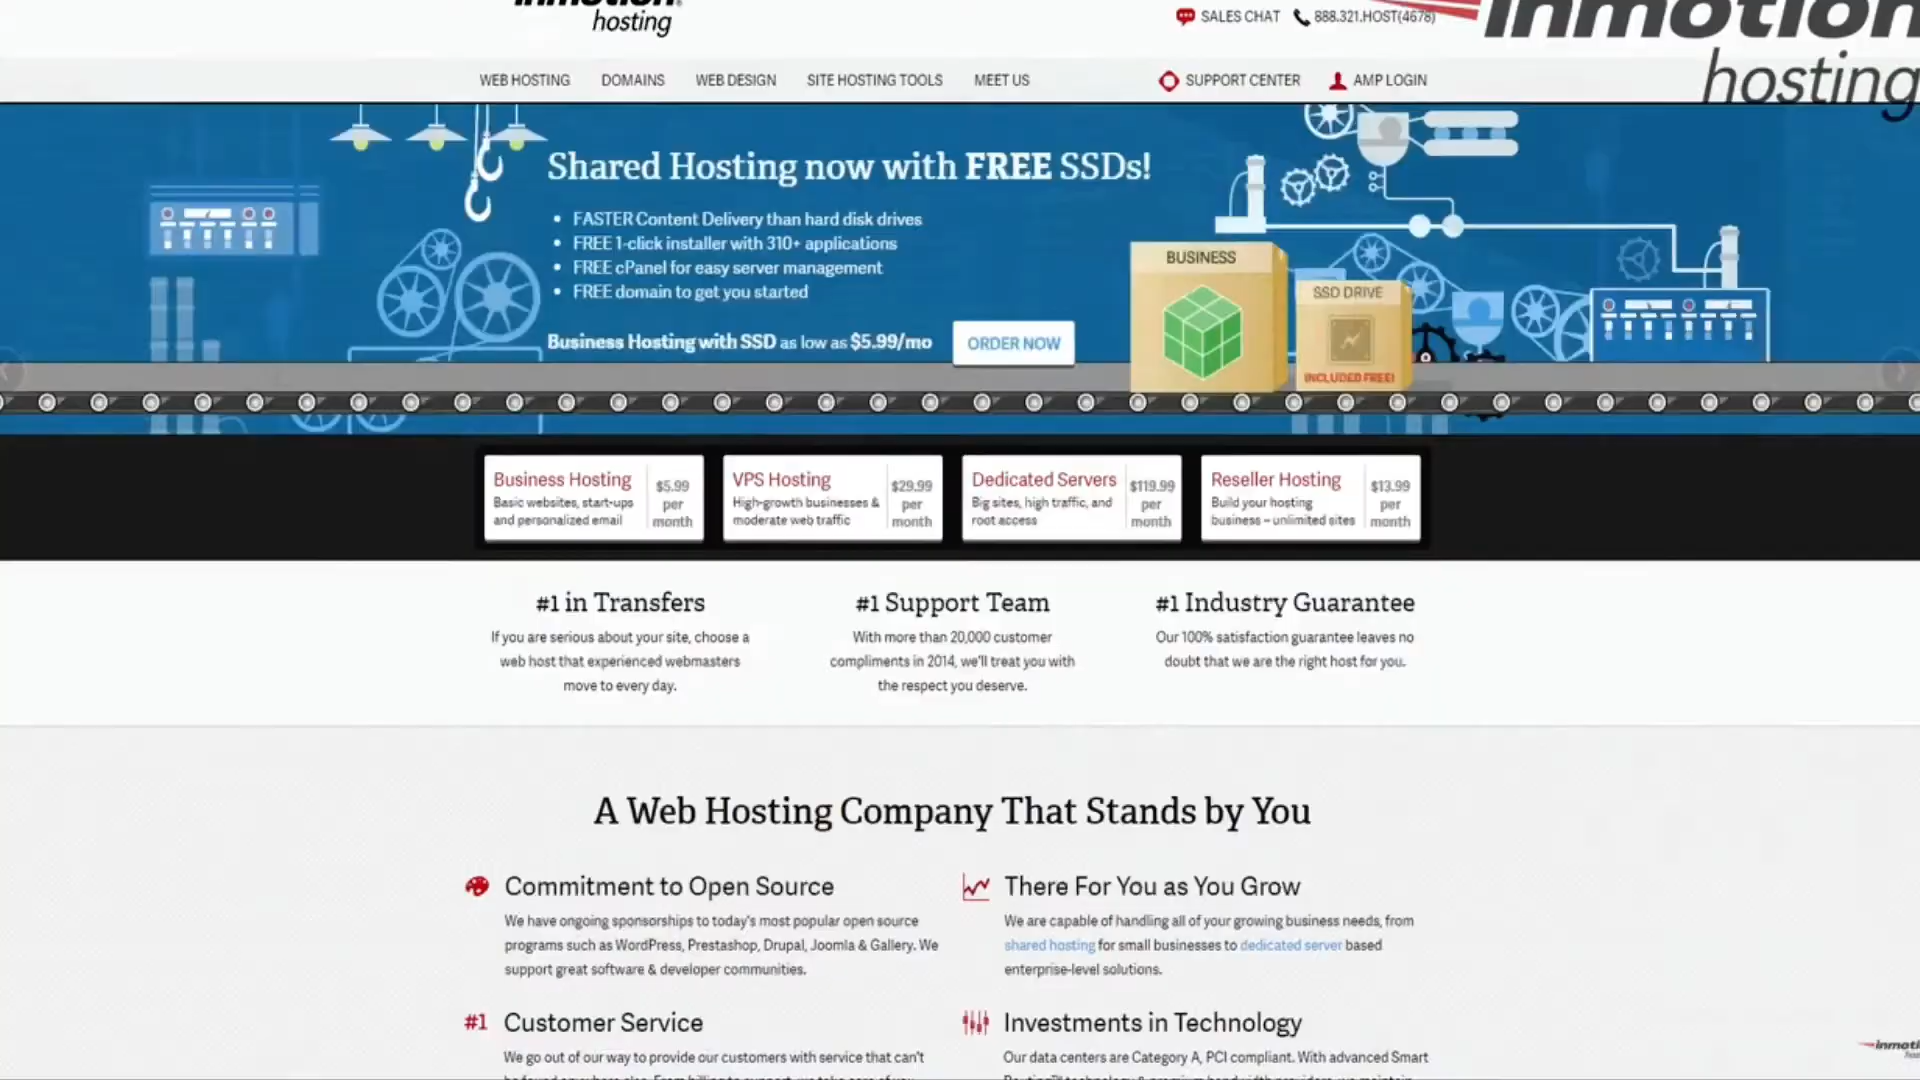 inmotion
hosting
SALES CHAT
888.321.HOST(4678)
inmotion
hosting
WEB HOSTING
DOMAINS
WEB DESIGN
SITE HOSTING TOOLS
MEET US
SUPPORT CENTER
AMP LOGIN
Shared Hosting now with FREE SSDs!
• FASTER Content Delivery than hard disk drives
• FREE 1-click installer with 310+ applications
• FREE cPanel for easy server management
• FREE domain to get you started
Business Hosting with SSD as low as $5.99/mo
ORDER NOW
BUSINESS
SSD DRIVE
INCLUDED FREE!
Business Hosting
Basic websites, start-ups
and personalized email
$5.99
per
month
VPS Hosting
High-growth businesses &
moderate web traffic
$29.99
per
month
Dedicated Servers
Big sites, high traffic, and
root access
$119.99
per
month
Reseller Hosting
Build your hosting
business – unlimited sites
$13.99
per
month
#1 in Transfers
If you are serious about your site, choose a
web host that experienced webmasters
move to every day.
#1 Support Team
With more than 20,000 customer
compliments in 2014, we'll treat you with
the respect you deserve.
#1 Industry Guarantee
Our 100% satisfaction guarantee leaves no
doubt that we are the right host for you.
A Web Hosting Company That Stands by You
Commitment to Open Source
We have ongoing sponsorships to today's most popular open source
programs such as WordPress, Prestashop, Drupal, Joomla & Gallery. We
support great software & developer communities.
There For You as You Grow
We are capable of handling all of your growing business needs, from
shared hosting for small businesses to dedicated server based
enterprise-level solutions.
#1 Customer Service
We go out of our way to provide our customers with service that can't
Investments in Technology
Our data centers are Category A, PCI compliant. With advanced Smart